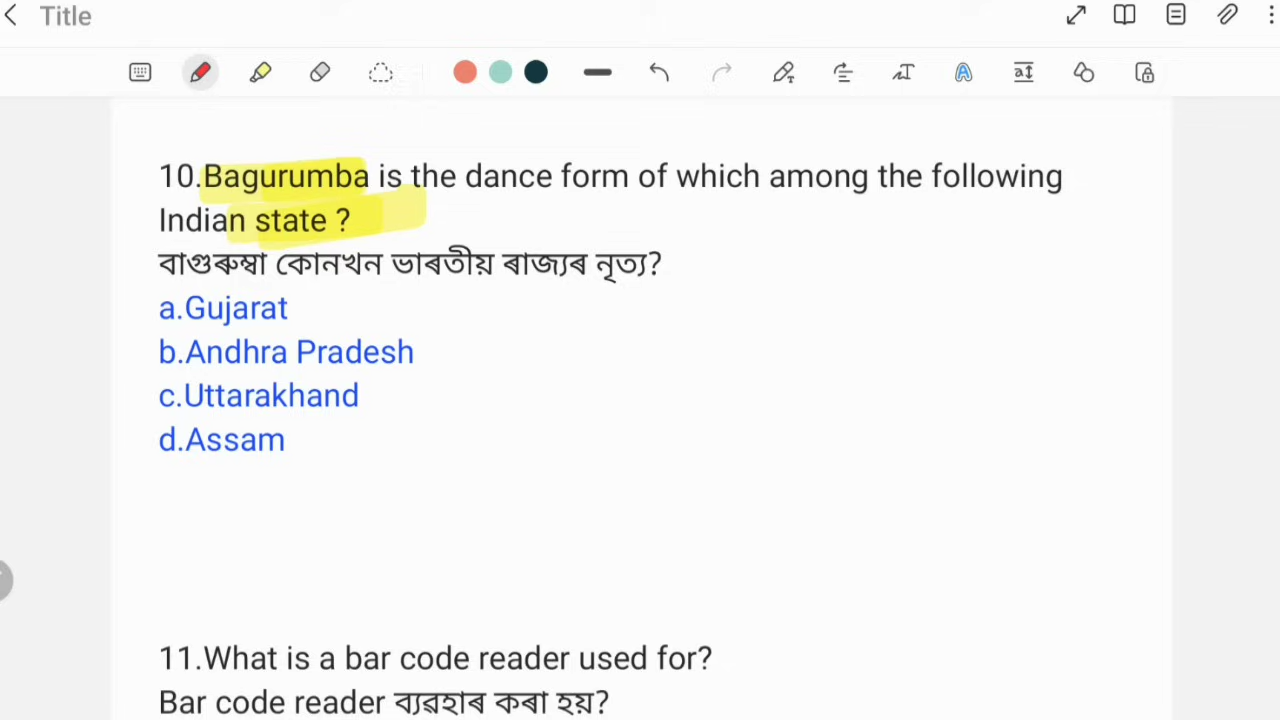 Title
10.Bagurumba is the dance form of which among the following
Indian state ?
বাগুৰুম্বা কোনখন ভাৰতীয় ৰাজ্যৰ নৃত্য?
a.Gujarat
b.Andhra Pradesh
c.Uttarakhand
d.Assam
11.What is a bar code reader used for?
Bar code reader ব্যৱহাৰ কৰা হয়?